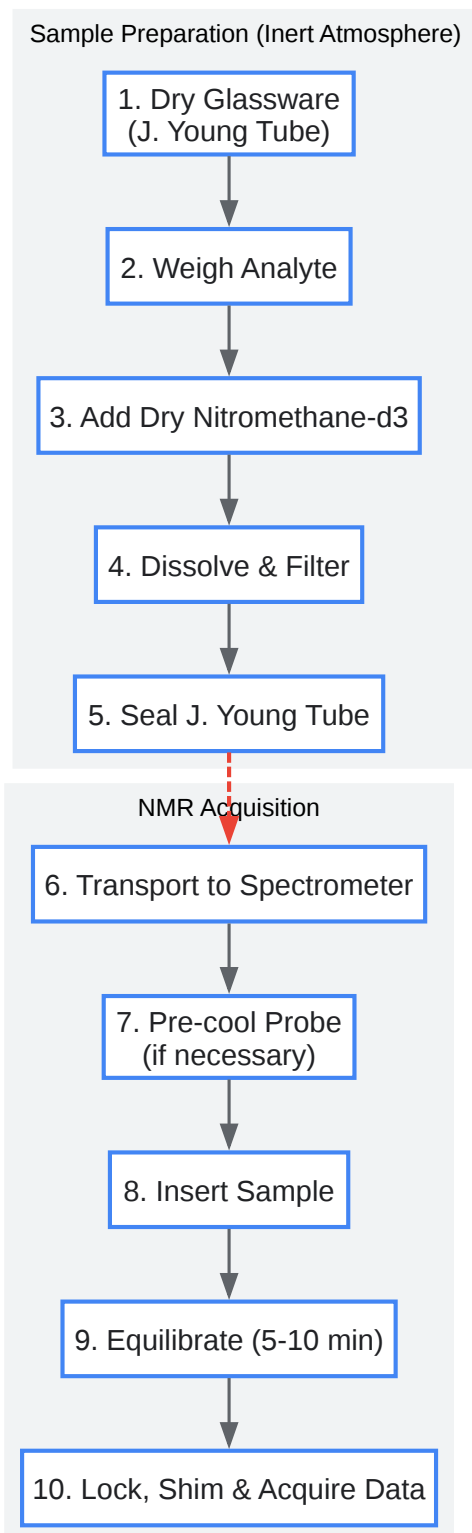 Sample Preparation (Inert Atmosphere)
1. Dry Glassware
(J. Young Tube)
2. Weigh Analyte
3. Add Dry Nitromethane-d3
4. Dissolve & Filter
5. Seal J. Young Tube
NMR Acquisition
6. Transport to Spectrometer
7. Pre-cool Probe
(if necessary)
8. Insert Sample
9. Equilibrate (5-10 min)
10. Lock, Shim & Acquire Data